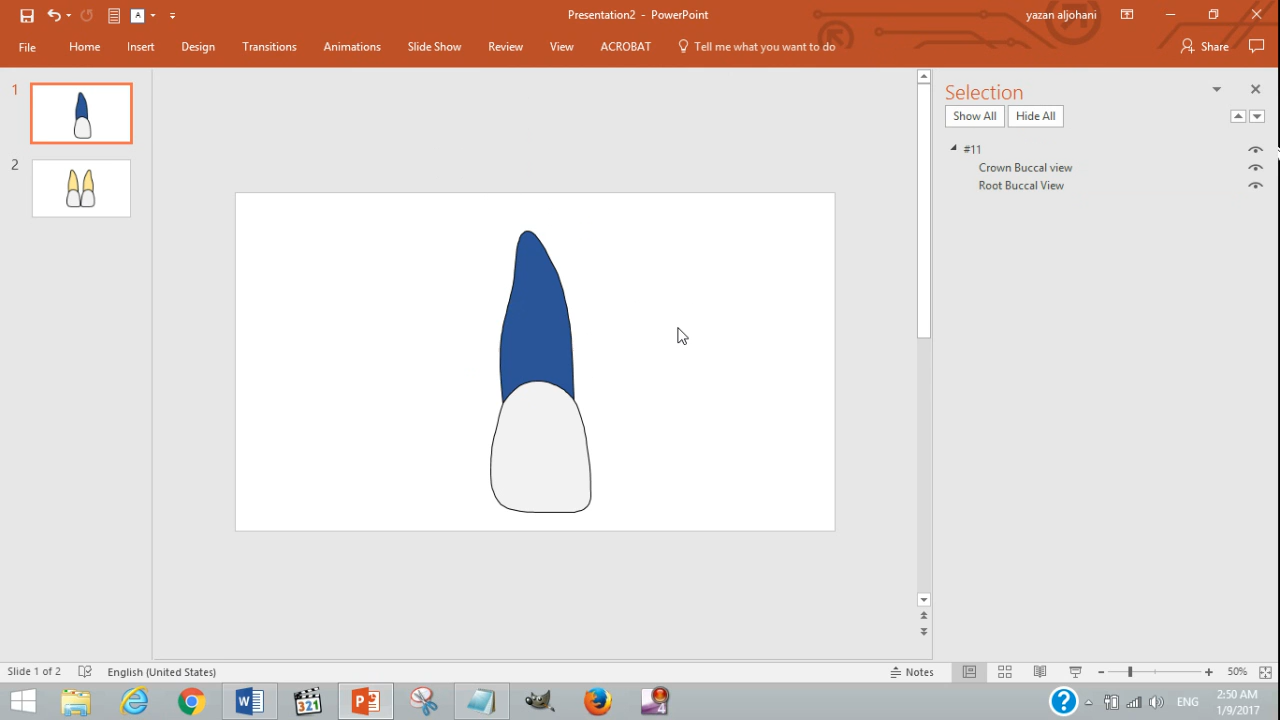 Presentation2 - PowerPoint
yazan aljohani
A
File Home Insert Design Transitions Animations Slide Show Review View ACROBAT Tell me what you want to do
Share
1
2
Selection
Show All Hide All
#11
Crown Buccal view
Root Buccal View
Slide 1 of 2 English (United States) Notes 50%
321
4
ENG
2:50 AM
1/9/2017